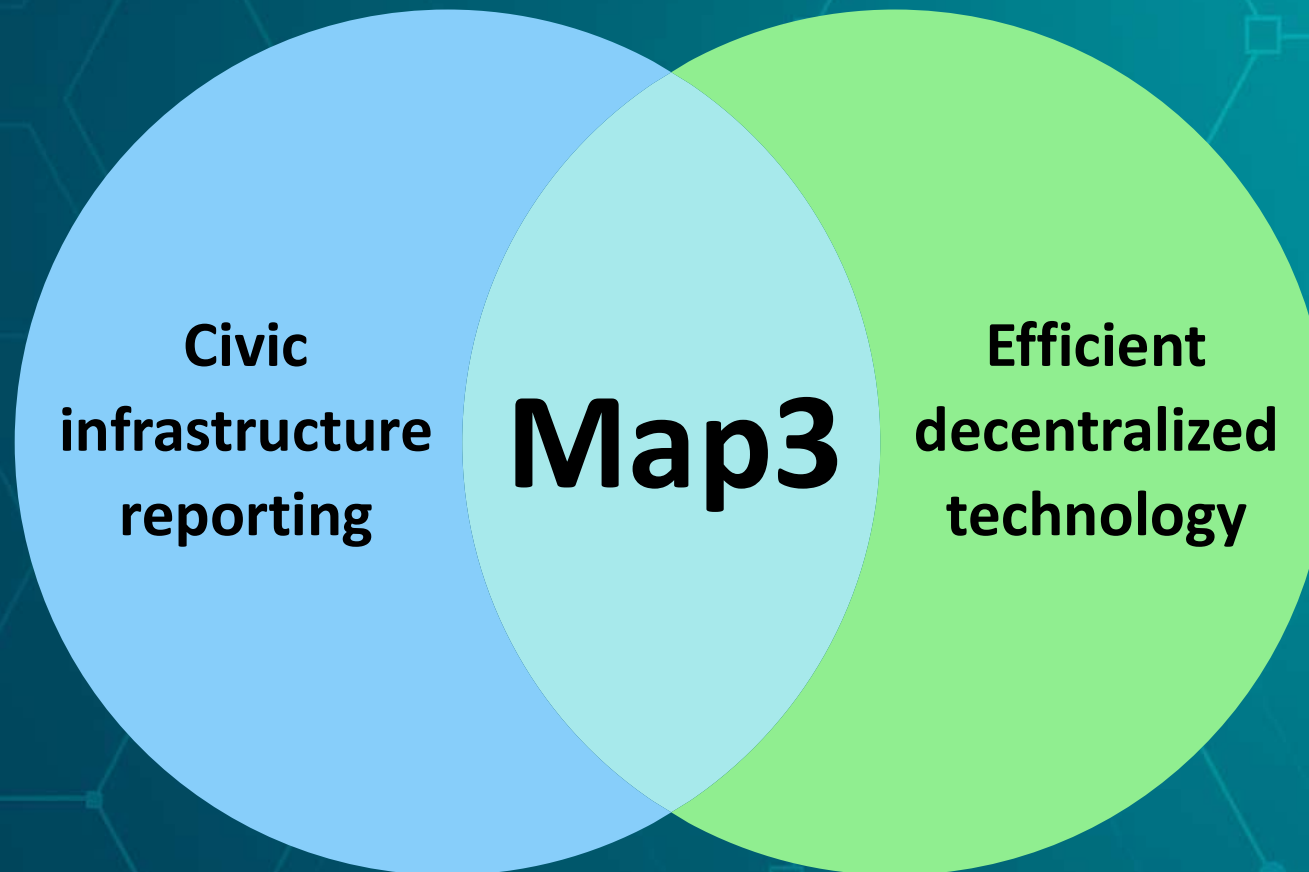 Civic
infrastructure
reporting
Map3
Efficient
decentralized
technology